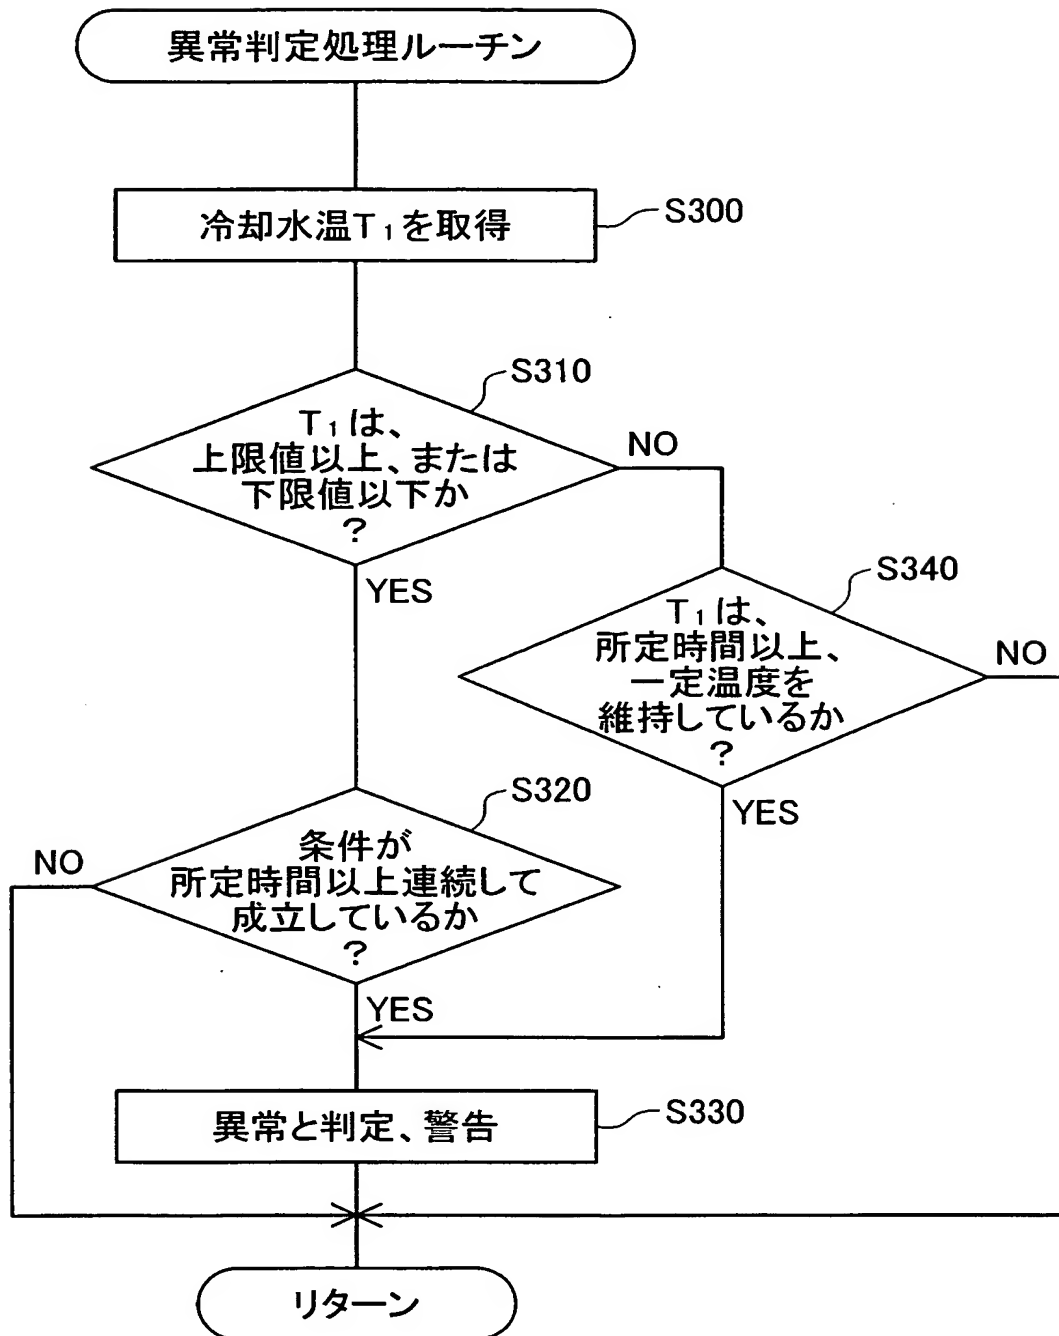 異常判定処理ルーチン
冷却水温T₁を取得
S300
S310
T₁は、
上限値以上、または
下限値以下か
?
NO
YES
S340
T₁は、
所定時間以上、
一定温度を
維持しているか
?
NO
YES
S320
条件が
所定時間以上連続して
成立しているか
?
NO
YES
異常と判定、警告
S330
リターン